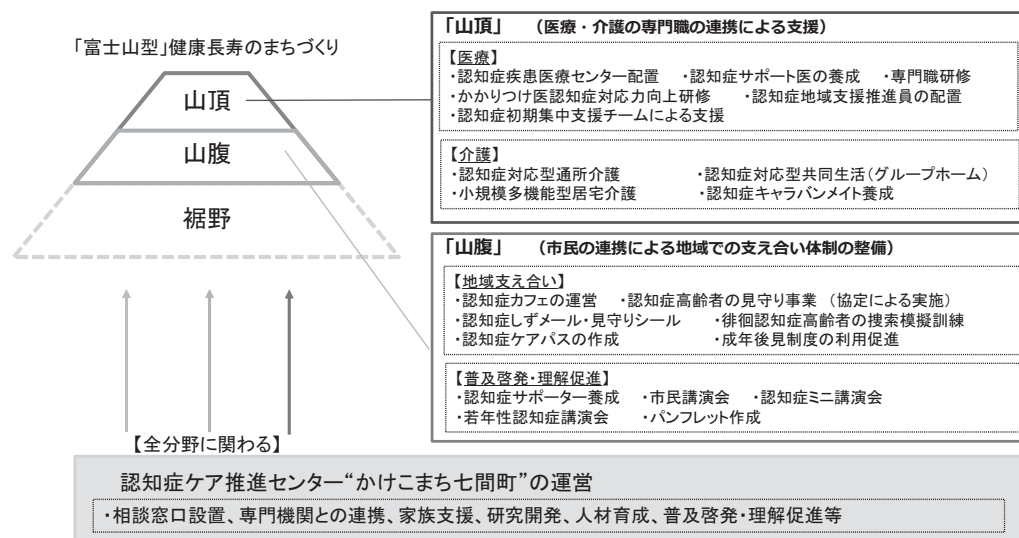 「富士山型」健康長寿のまちづくり
山頂
山腹
裾野
「山頂」 （医療・介護の専門職の連携による支援）
【医療】
・認知症疾患医療センター配置 ・認知症サポート医の養成 ・専門職研修
・かかりつけ医認知症対応力向上研修 ・認知症地域支援推進員の配置
・認知症初期集中支援チームによる支援
【介護】
・認知症対応型通所介護 ・認知症対応型共同生活（グループホーム）
・小規模多機能型居宅介護 ・認知症キャラバンメイト養成
「山腹」 （市民の連携による地域での支え合い体制の整備）
【地域支え合い】
・認知症カフェの運営 ・認知症高齢者の見守り事業 （協定による実施）
・認知症しずメール・見守りシール ・徘徊認知症高齢者の捜索模擬訓練
・認知症ケアパスの作成 ・成年後見制度の利用促進
【普及啓発・理解促進】
・認知症サポーター養成 ・市民講演会 ・認知症ミニ講演会
・若年性認知症講演会 ・パンフレット作成
【全分野に関わる】
認知症ケア推進センター“かけこまち七間町”の運営
・相談窓口設置、専門機関との連携、家族支援、研究開発、人材育成、普及啓発・理解促進等